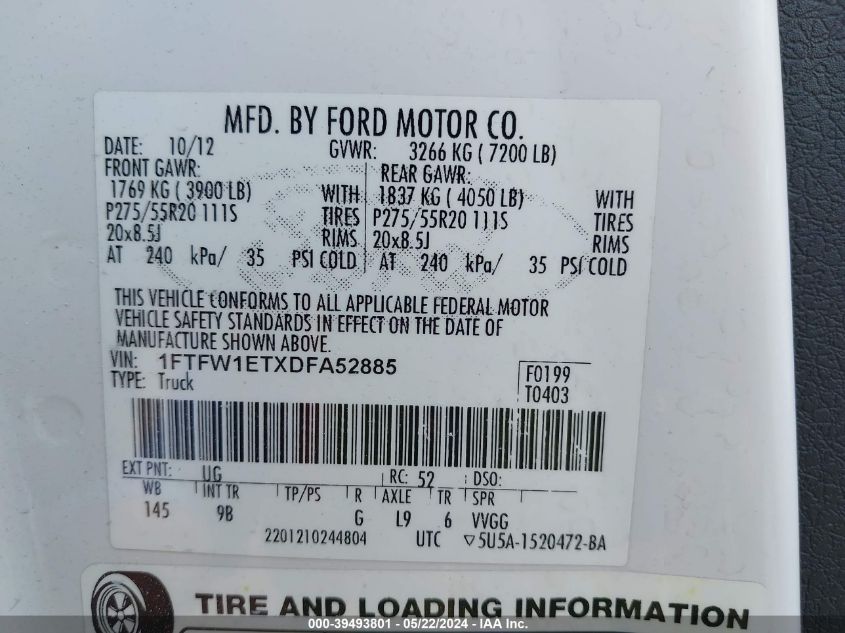 MFD. BY FORD MOTOR CO.
DATE: 10/12 GVWR: 3266 KG ( 7200 LB)
FRONT GAWR: REAR GAWR:
1769 KG ( 3900 LB) WITH 1837 KG ( 4050 LB) WITH
P275/55R20 111S TIRES P275/55R20 111S TIRES
20x8.5J RIMS 20x8.5J RIMS
AT 240 kPa/ 35 PSI COLD AT 240 kPa/ 35 PSI COLD
THIS VEHICLE CONFORMS TO ALL APPLICABLE FEDERAL MOTOR
VEHICLE SAFETY STANDARDS IN EFFECT ON THE DATE OF
MANUFACTURE SHOWN ABOVE.
VIN: 1FTFW1ETXDFA52885 F0199
TYPE: Truck T0403
EXT PNT: UG RC: 52 DSO:
WB INT TR TP/PS R AXLE TR SPR
145 9B G L9 6 VVGG
2201210244804 UTC ▽5U5A-1520472-BA
TIRE AND LOADING INFORMATION
000-39493801 - 05/22/2024 - IAA Inc.